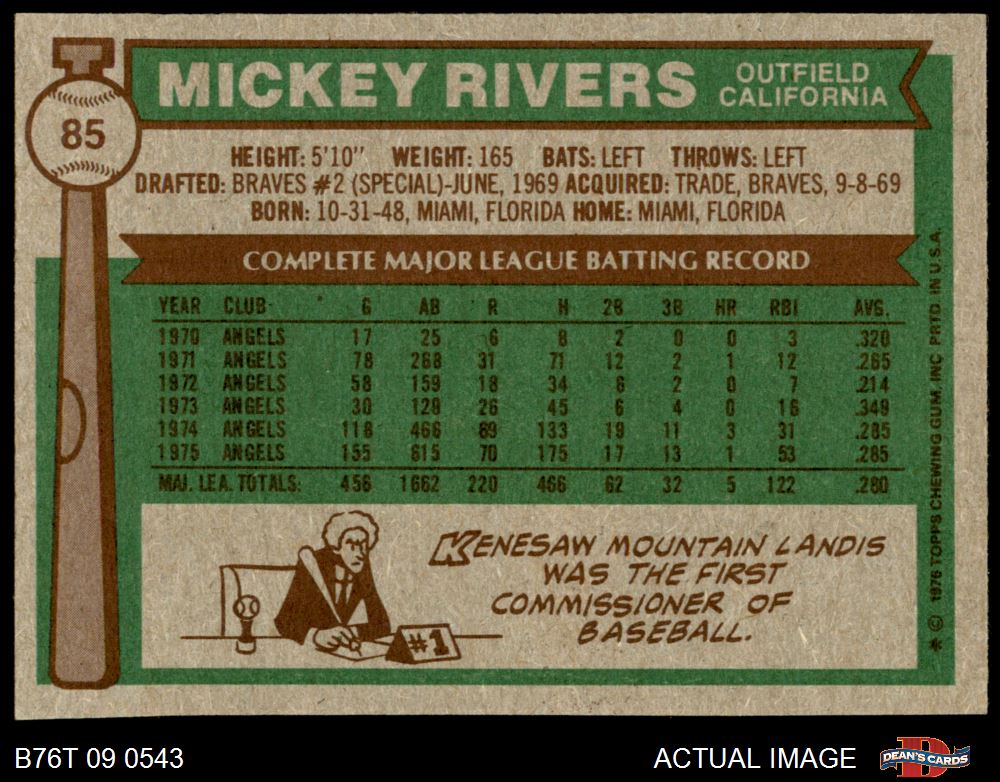 85
MICKEY RIVERS
OUTFIELD
CALIFORNIA
HEIGHT: 5'10" WEIGHT: 165 BATS: LEFT THROWS: LEFT
DRAFTED: BRAVES #2 (SPECIAL)-JUNE, 1969 ACQUIRED: TRADE, BRAVES, 9-8-69
BORN: 10-31-48, MIAMI, FLORIDA HOME: MIAMI, FLORIDA
COMPLETE MAJOR LEAGUE BATTING RECORD
YEAR CLUB G AB R H 2B 3B HR RBI AVG.
1970 ANGELS 17 25 6 8 2 0 0 3 .320
1971 ANGELS 78 268 31 71 12 2 1 12 .265
1972 ANGELS 58 159 18 34 6 2 0 7 .214
1973 ANGELS 30 129 26 45 6 4 0 16 .349
1974 ANGELS 118 466 69 133 19 11 3 31 .285
1975 ANGELS 155 615 70 175 17 13 1 53 .285
MAJ. LEA. TOTALS: 456 1662 220 466 62 32 5 122 .280
KENESAW MOUNTAIN LANDIS
WAS THE FIRST
COMMISSIONER OF
BASEBALL.
#1
* © 1976 TOPPS CHEWING GUM, INC. PRTD. IN U.S.A.
B76T 09 0543
ACTUAL IMAGE
D
DEAN'S CARDS